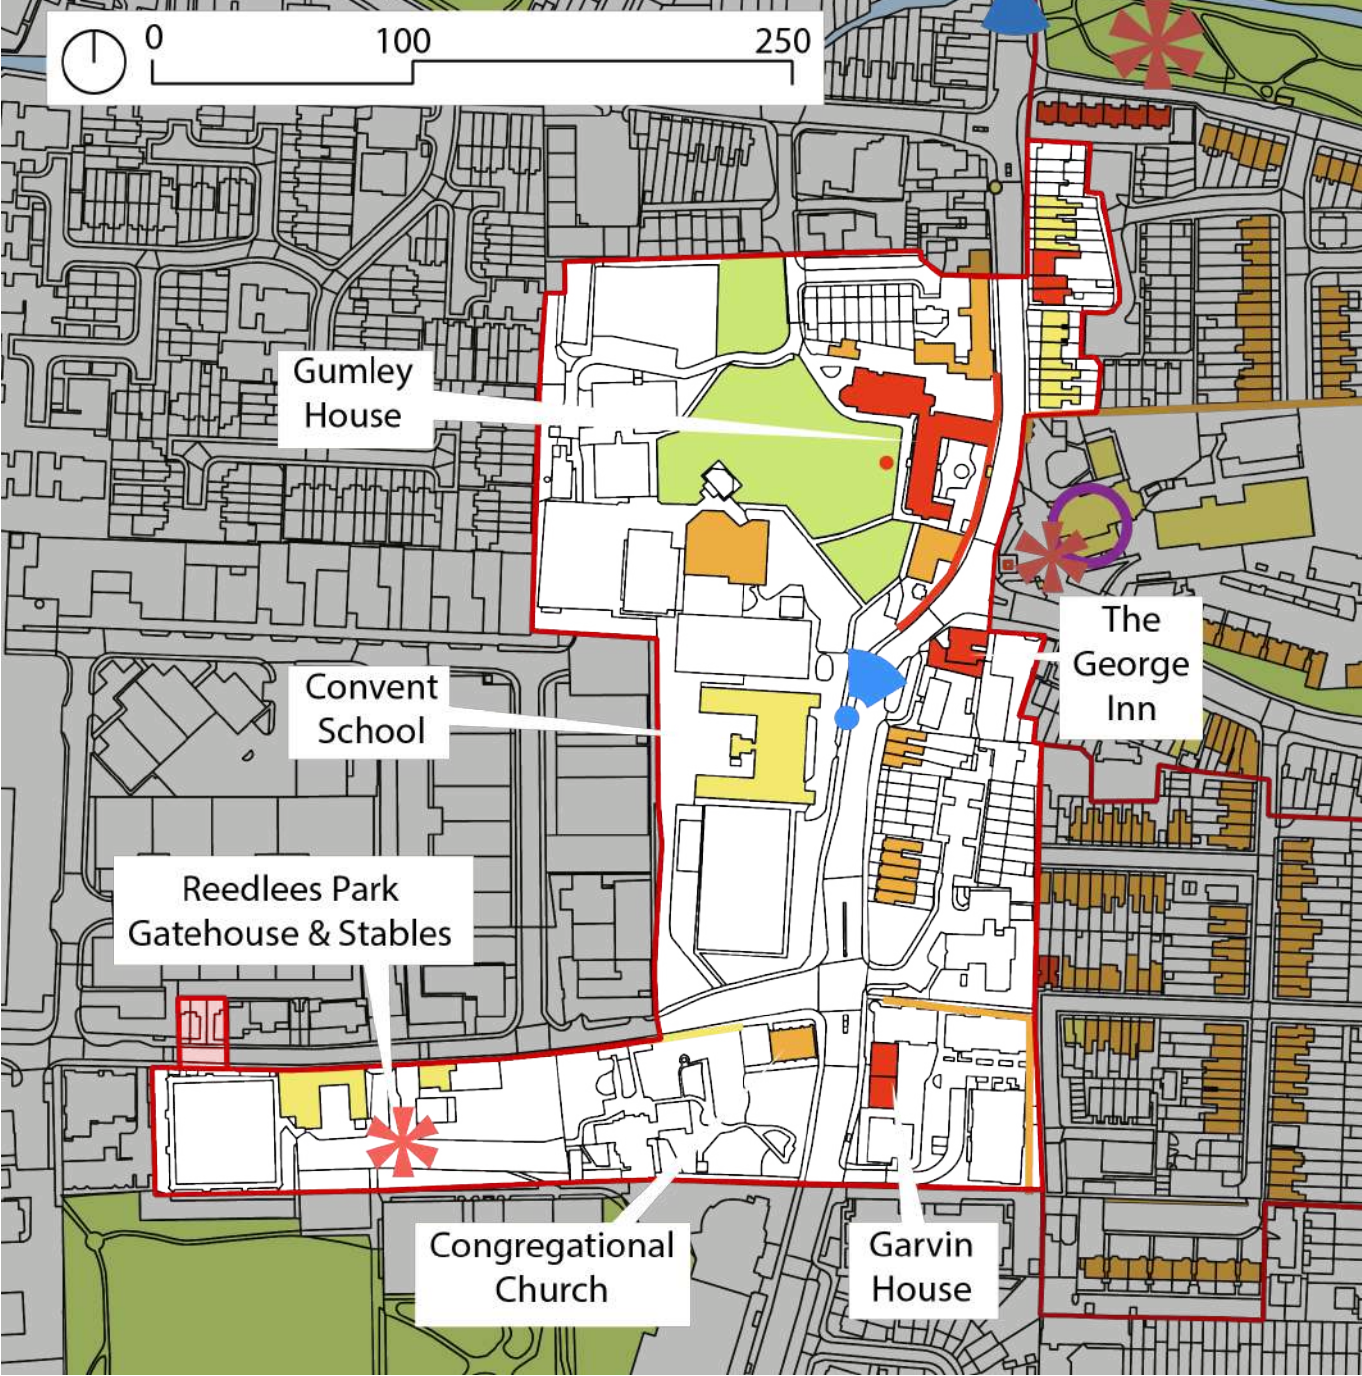 0 100 250
Gumley
House
The
George
Inn
Convent
School
Reedlees Park
Gatehouse & Stables
Congregational
Church
Garvin
House